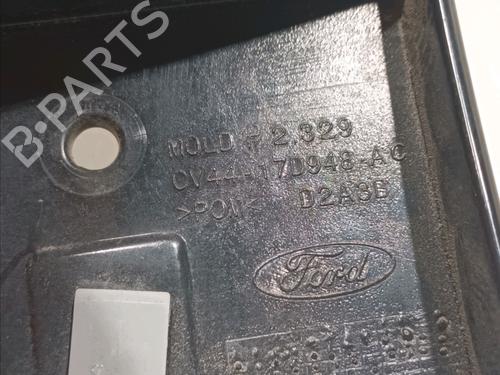 B-PARTS
MOLD # 2.329
CV44-17D948-AC
>POM< D2A3B
Ford